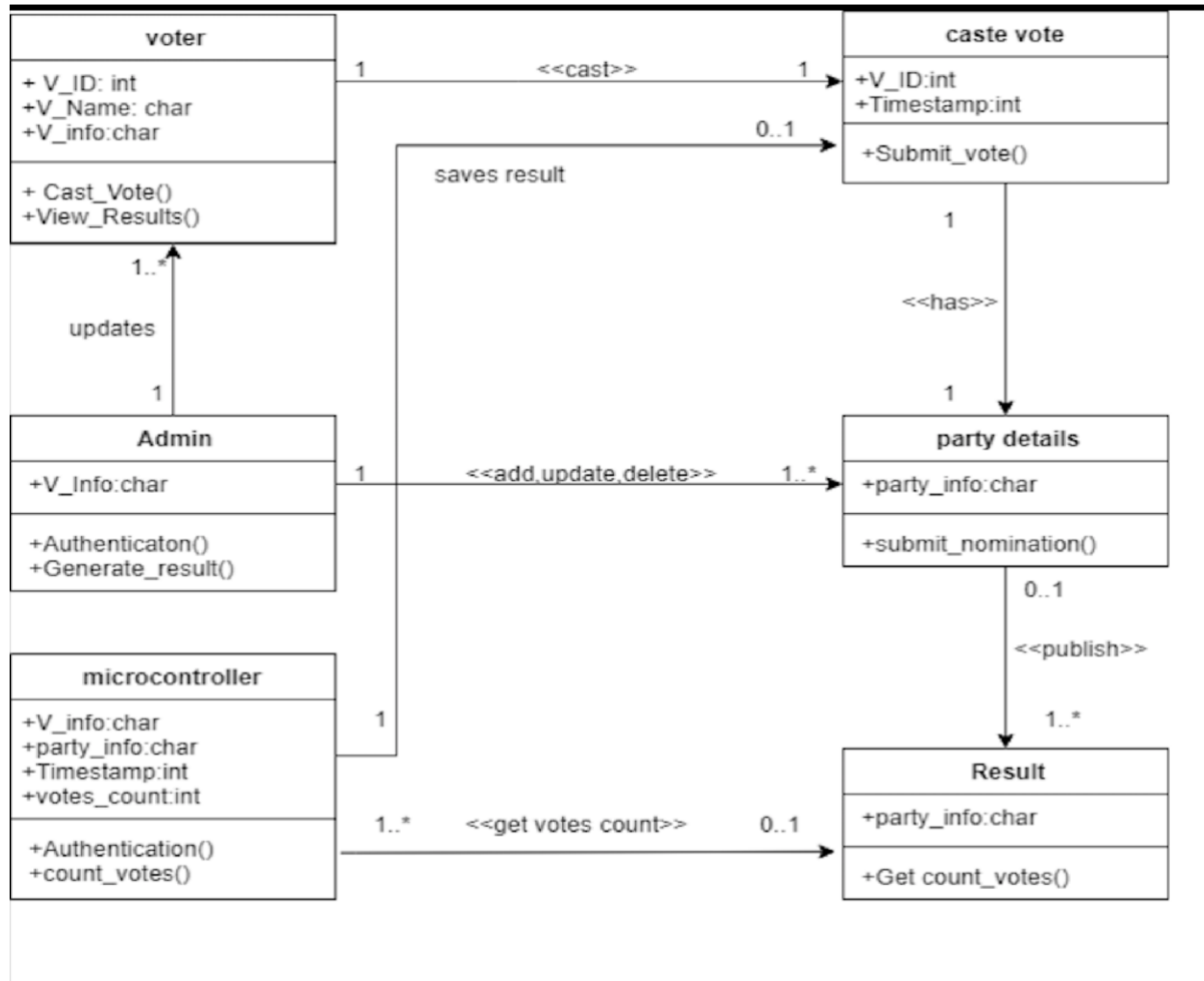 voter
+ V_ID: int
+V_Name: char
+V_info:char
+ Cast_Vote()
+View_Results()
1 <<cast>> 1
caste vote
+V_ID:int
+Timestamp:int
+Submit_vote()
0..1
saves result
1
<<has>>
1
1..*
updates
1
Admin
+V_Info:char
+Authenticaton()
+Generate_result()
1 <<add,update,delete>> 1..*
party details
+party_info:char
+submit_nomination()
0..1
<<publish>>
1..*
microcontroller
+V_info:char
+party_info:char
+Timestamp:int
+votes_count:int
+Authentication()
+count_votes()
1
1..* <<get votes count>> 0..1
Result
+party_info:char
+Get count_votes()